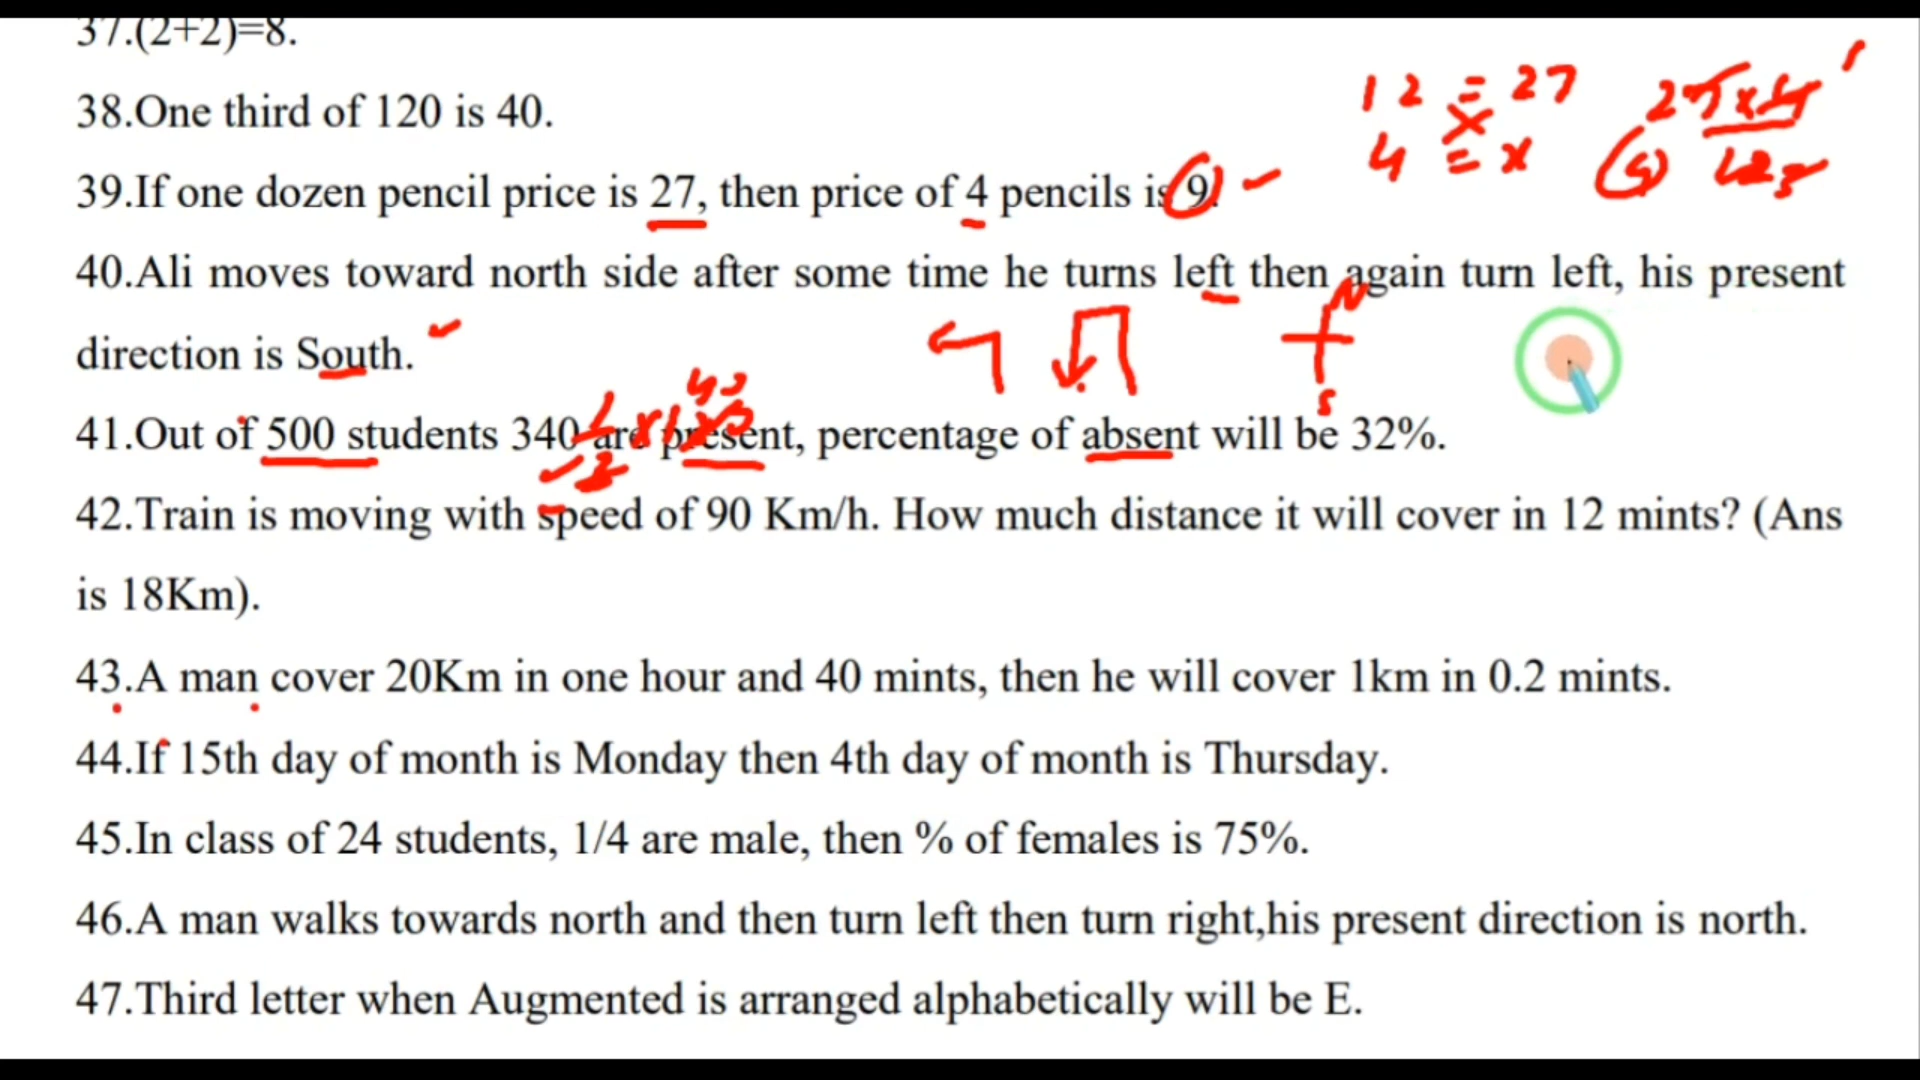 37.(2+2)=8.
38.One third of 120 is 40.
12 = 27
4 = x
39.If one dozen pencil price is 27, then price of 4 pencils is 9.
40.Ali moves toward north side after some time he turns left then again turn left, his present
N
direction is South.
S
41.Out of 500 students 340 are present, percentage of absent will be 32%.
42.Train is moving with speed of 90 Km/h. How much distance it will cover in 12 mints? (Ans
is 18Km).
43.A man cover 20Km in one hour and 40 mints, then he will cover 1km in 0.2 mints.
44.If 15th day of month is Monday then 4th day of month is Thursday.
45.In class of 24 students, 1/4 are male, then % of females is 75%.
46.A man walks towards north and then turn left then turn right,his present direction is north.
47.Third letter when Augmented is arranged alphabetically will be E.